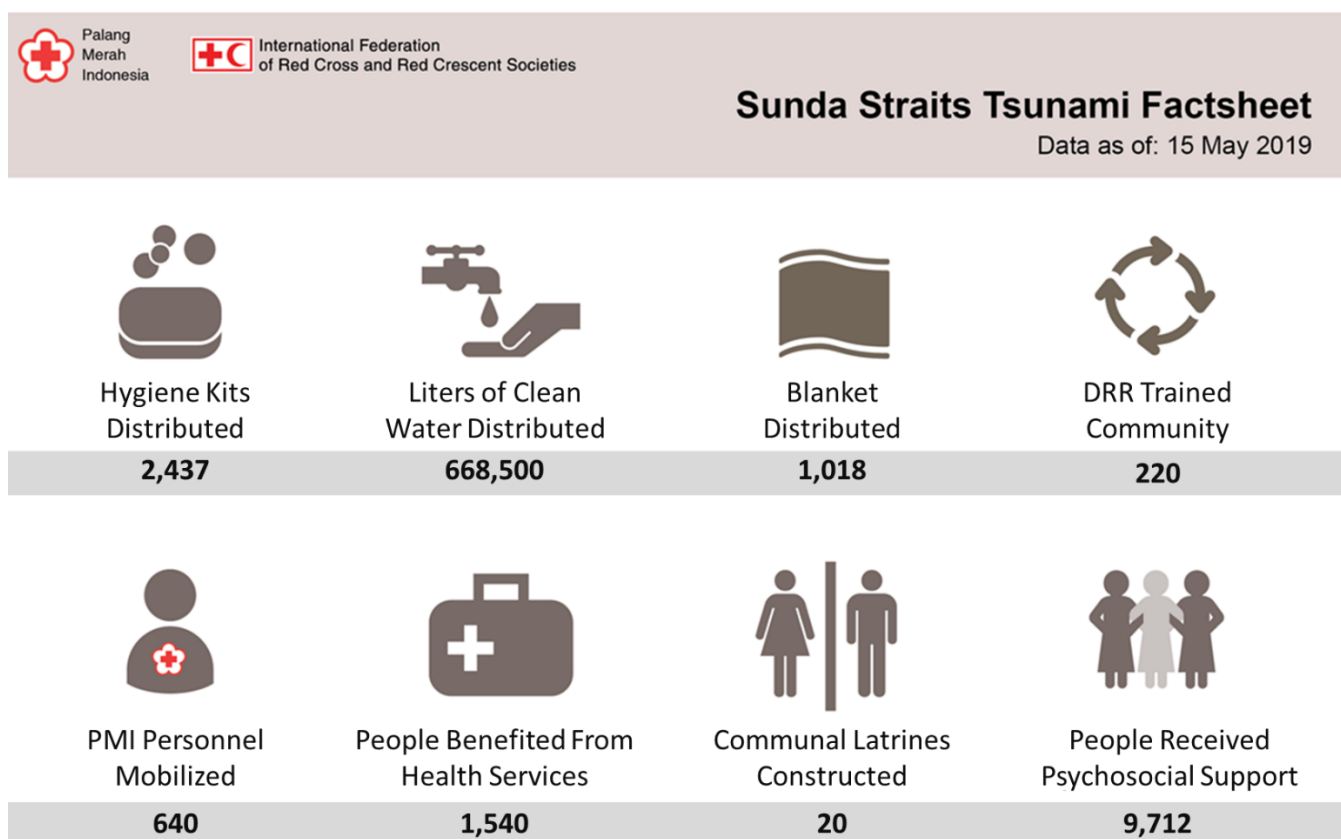 Palang
Merah
Indonesia
International Federation
of Red Cross and Red Crescent Societies
Sunda Straits Tsunami Factsheet
Data as of: 15 May 2019
Hygiene Kits
Distributed
2,437
Liters of Clean
Water Distributed
668,500
Blanket
Distributed
1,018
DRR Trained
Community
220
PMI Personnel
Mobilized
640
People Benefited From
Health Services
1,540
Communal Latrines
Constructed
20
People Received
Psychosocial Support
9,712